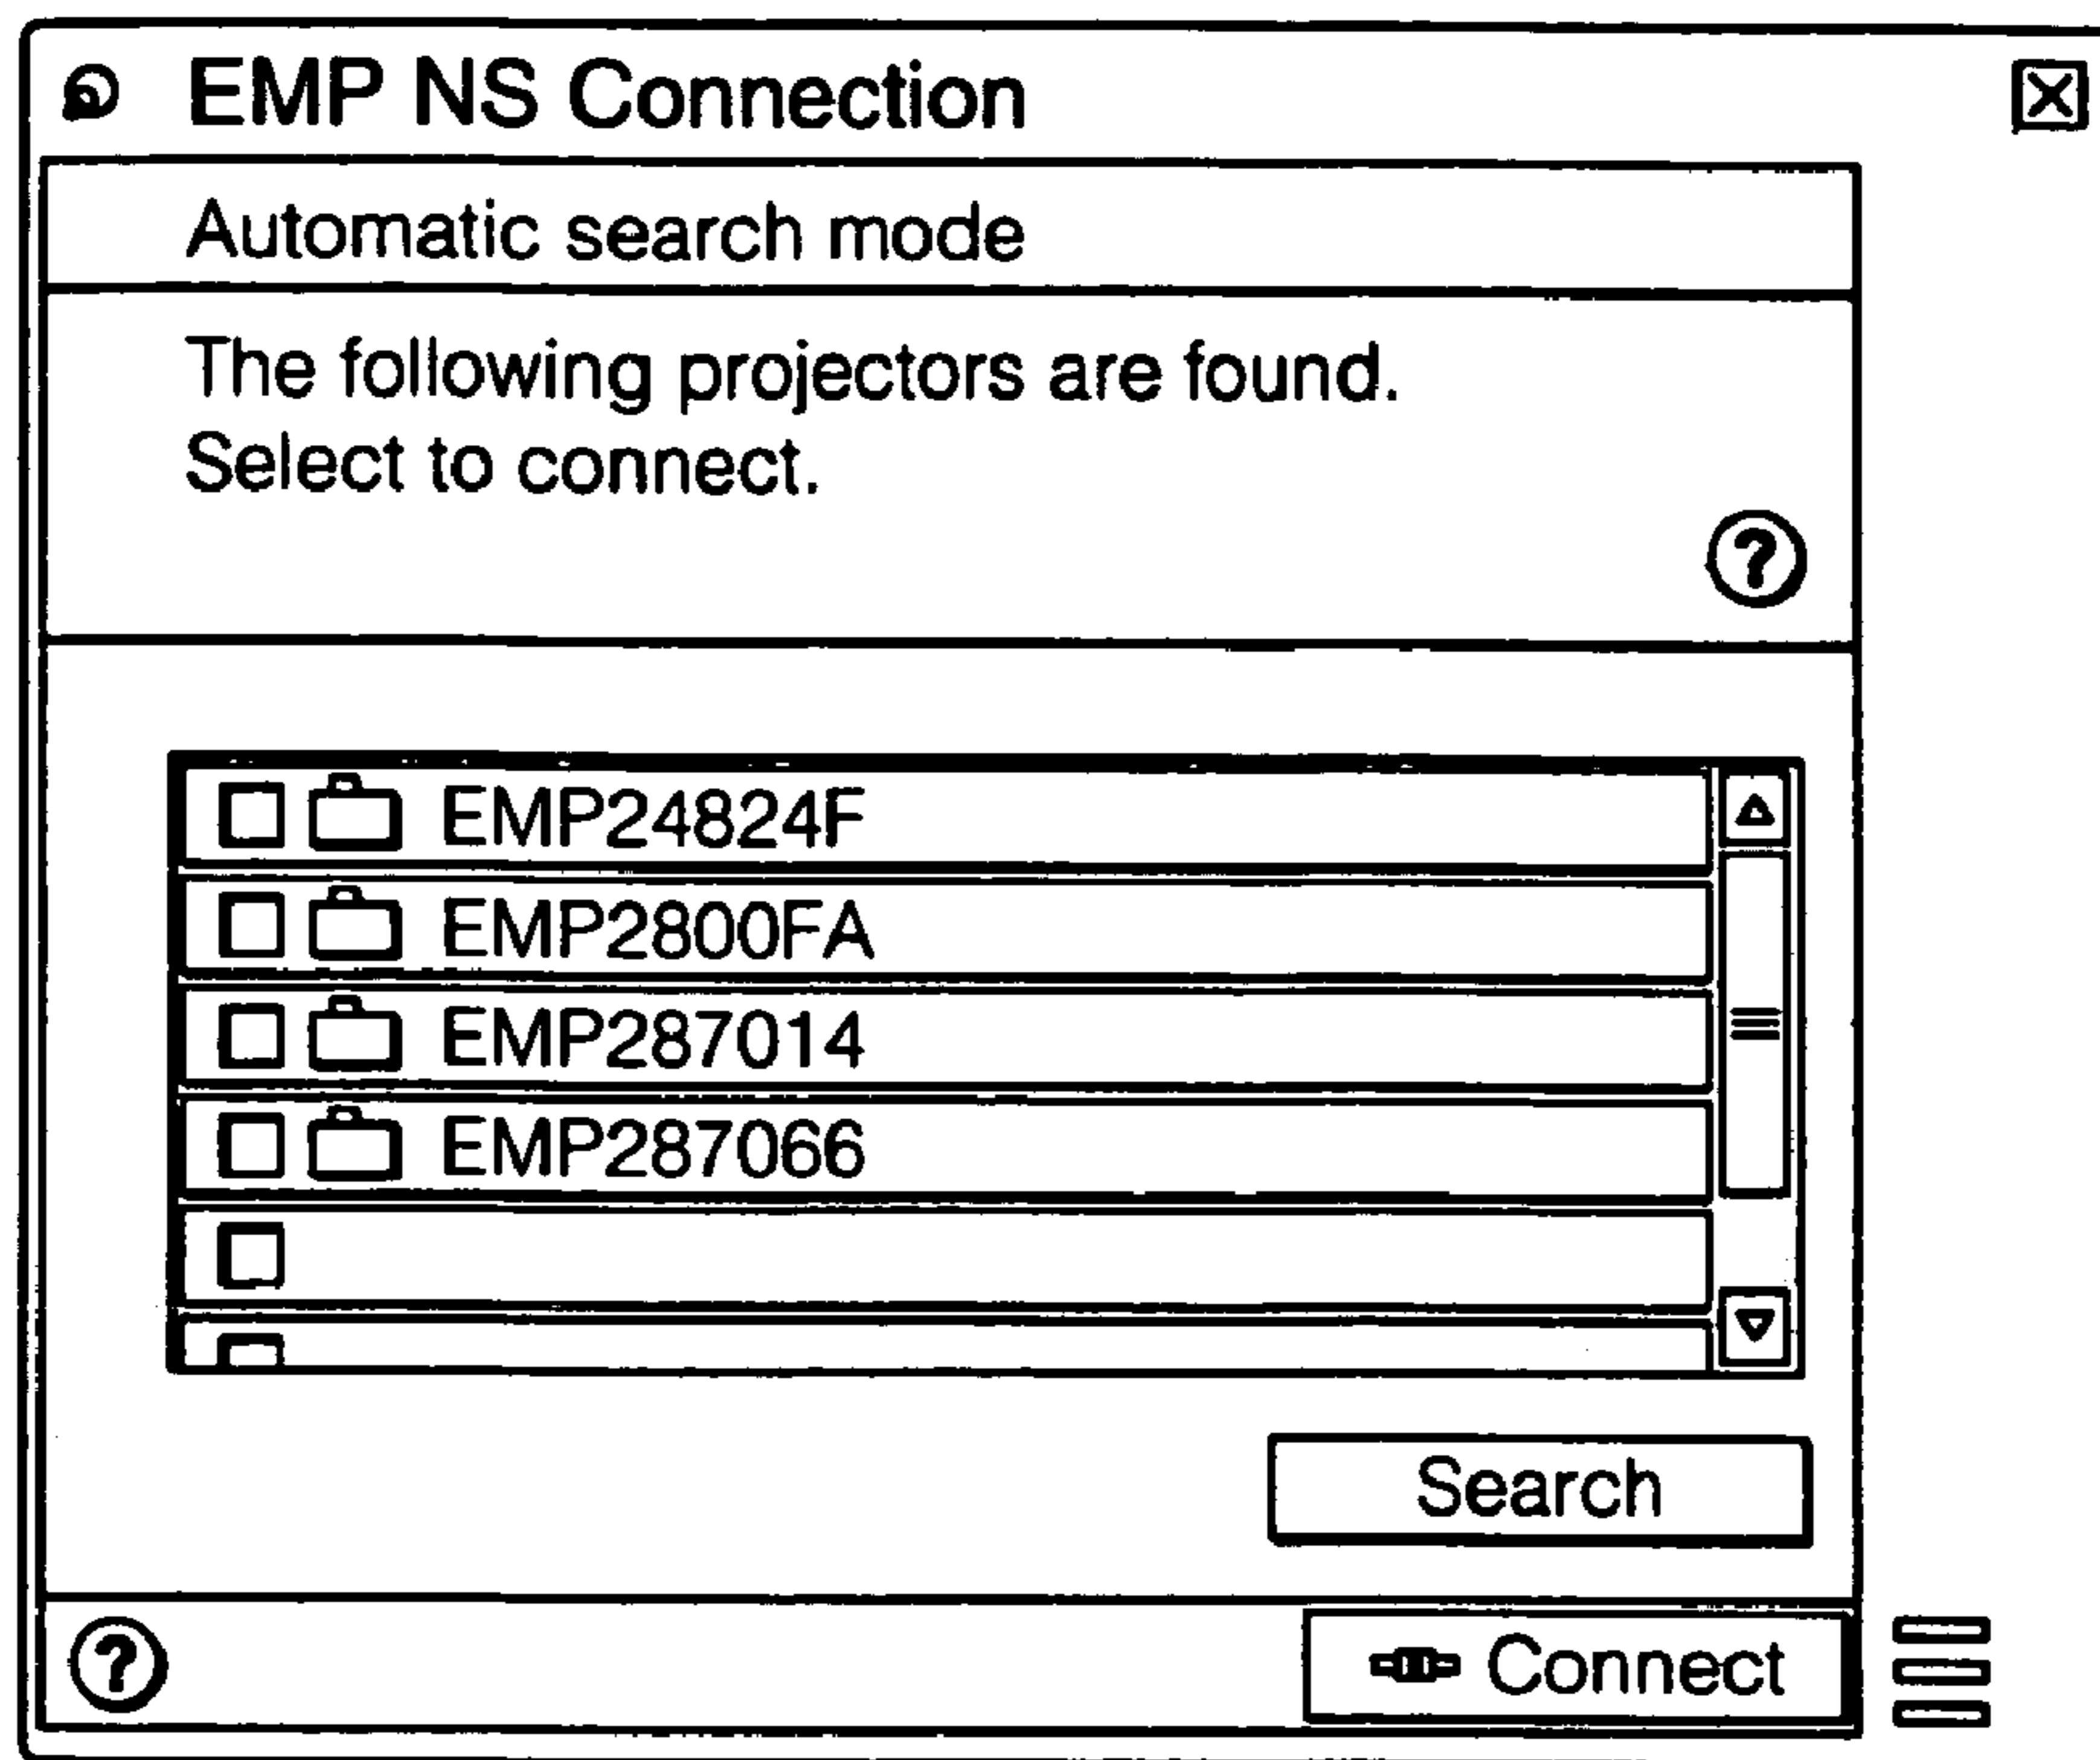 EMP NS Connection
Automatic search mode
The following projectors are found.
Select to connect.
?
EMP24824F
EMP2800FA
EMP287014
EMP287066
Search
?
Connect